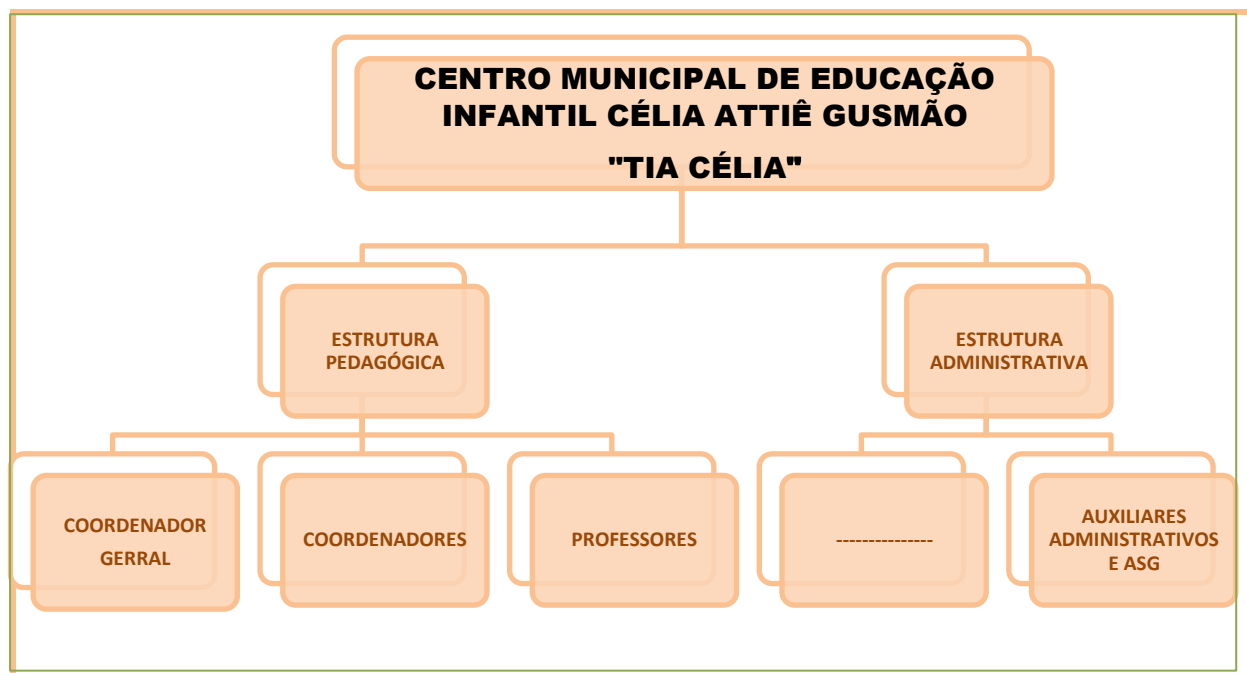 CENTRO MUNICIPAL DE EDUCAÇÃO
INFANTIL CÉLIA ATTIÊ GUSMÃO
"TIA CÉLIA"
ESTRUTURA
PEDAGÓGICA
ESTRUTURA
ADMINISTRATIVA
COORDENADOR
GERRAL
COORDENADORES
PROFESSORES
---------------
AUXILIARES
ADMINISTRATIVOS
E ASG